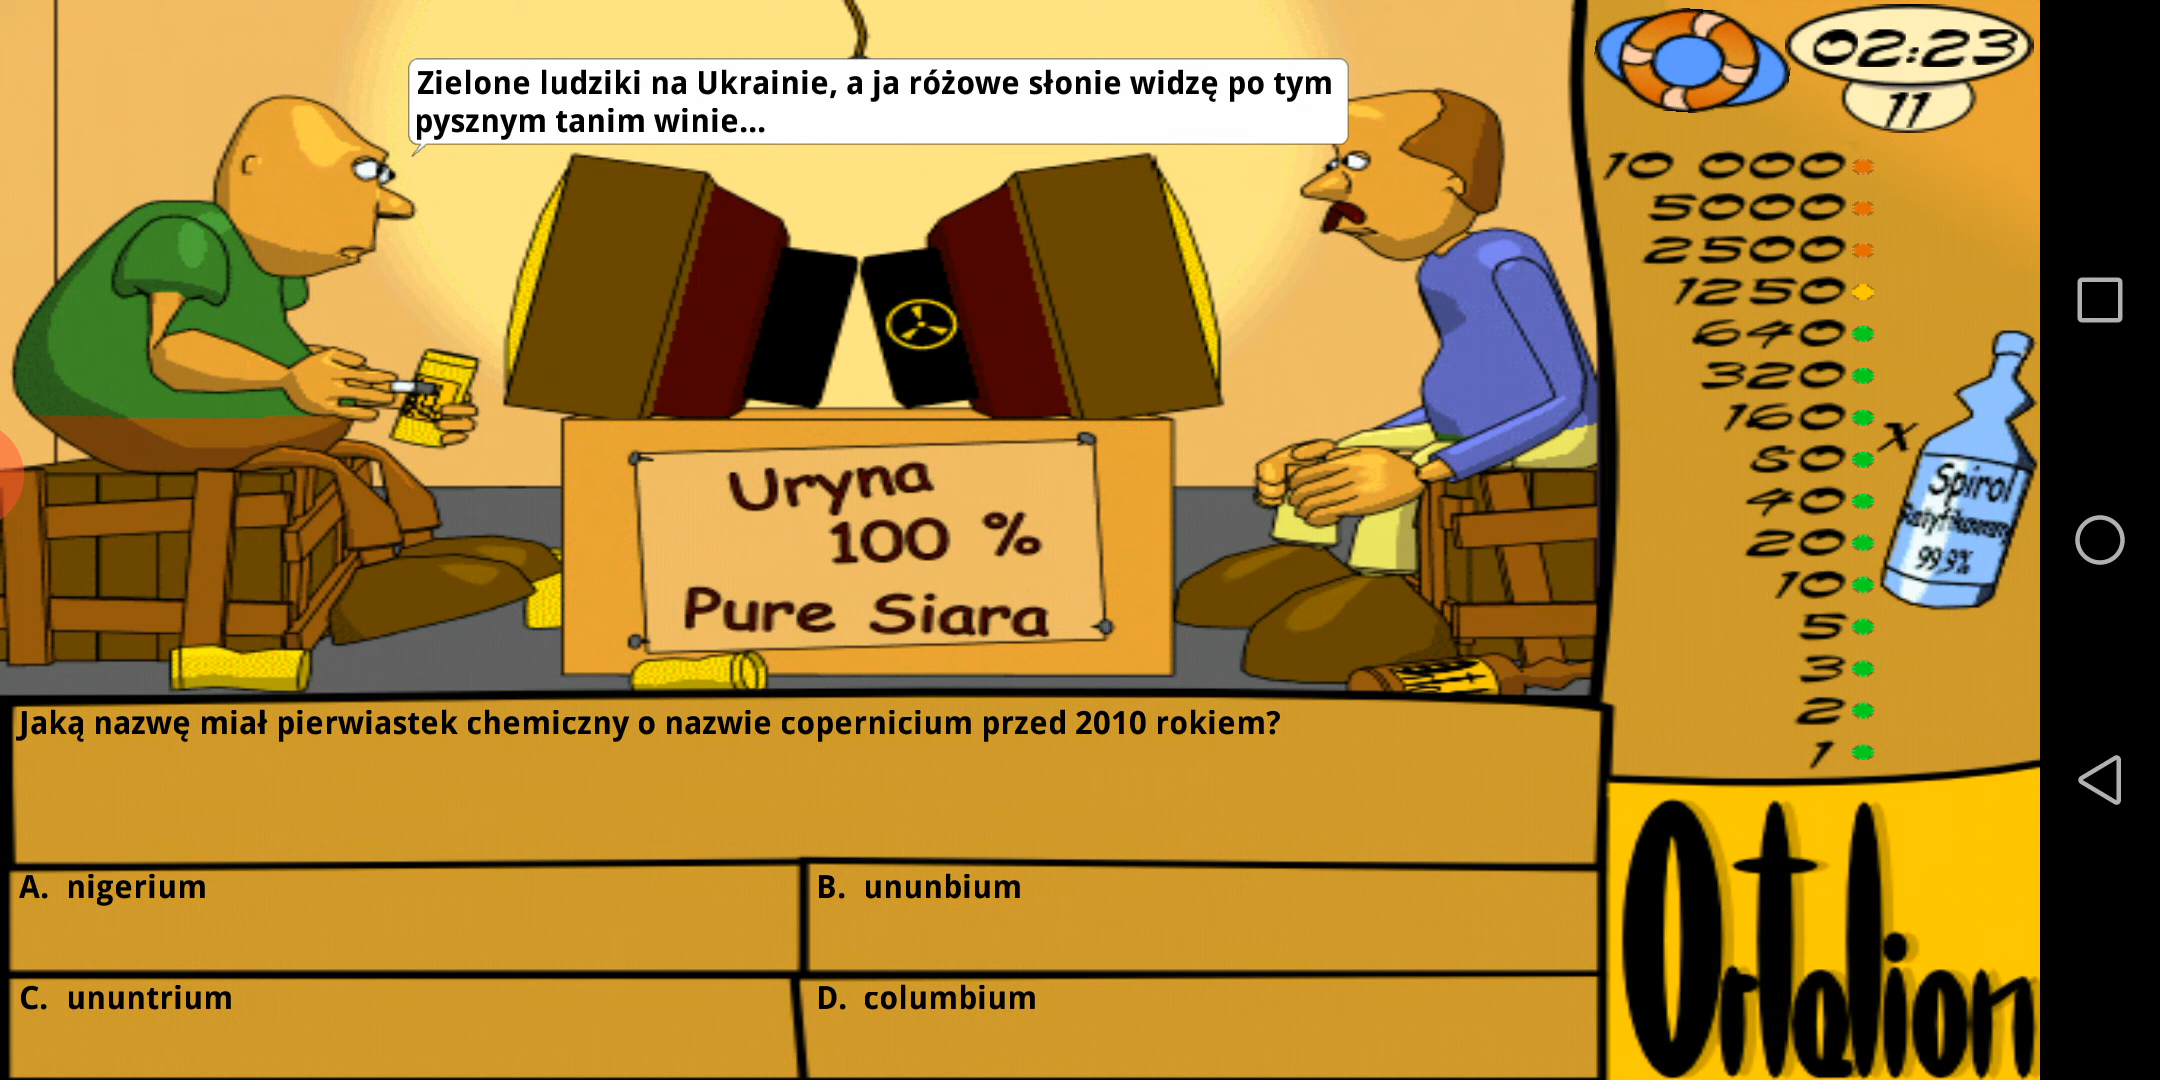 Zielone ludziki na Ukrainie, a ja różowe słonie widzę po tym
pysznym tanim winie...
02:23
11
10 000
5000
2500
1250
640
320
160
80
40
20
10
5
3
2
1
x
Spirol
99,9%
Uryna
100 %
Pure Siara
Jaką nazwę miał pierwiastek chemiczny o nazwie copernicium przed 2010 rokiem?
A. nigerium
B. ununbium
C. ununtrium
D. columbium
Ortalion